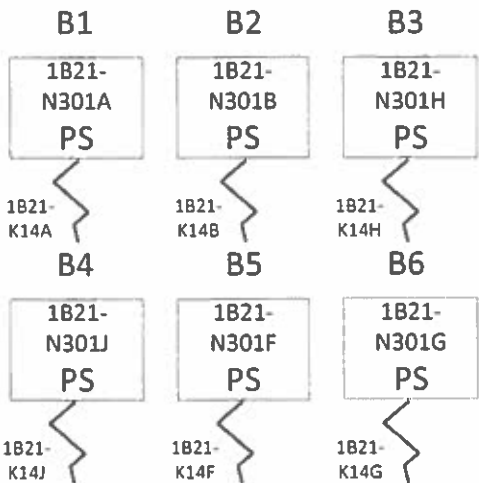 B1 B2 B3
1B21- 1B21- 1B21-
N301A N301B N301H
PS PS PS
1B21- 1B21- 1B21-
K14A K14B K14H
B4 B5 B6
1B21- 1B21- 1B21-
N301J N301F N301G
PS PS PS
1B21- 1B21- 1B21-
K14J K14F K14G